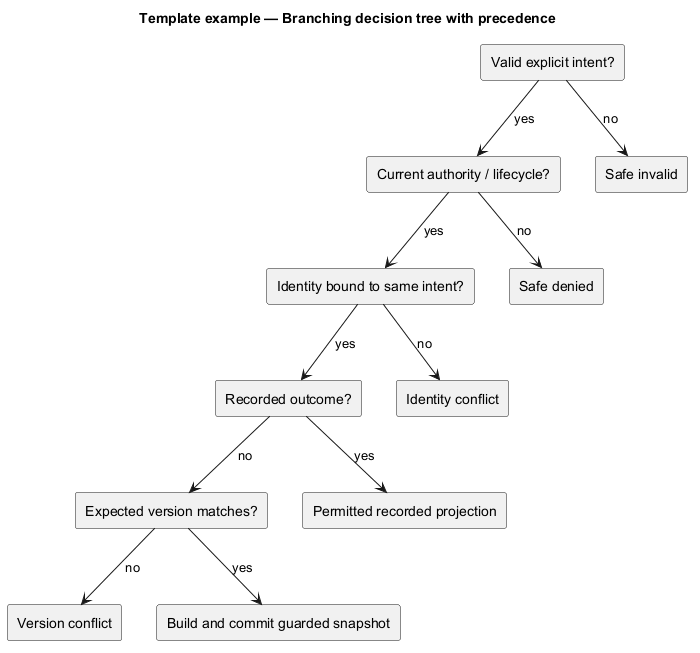 Template example — Branching decision tree with precedence
Valid explicit intent?
yes
no
Current authority / lifecycle?
Safe invalid
yes
no
Identity bound to same intent?
Safe denied
yes
no
Recorded outcome?
Identity conflict
no
yes
Expected version matches?
Permitted recorded projection
no
yes
Version conflict
Build and commit guarded snapshot